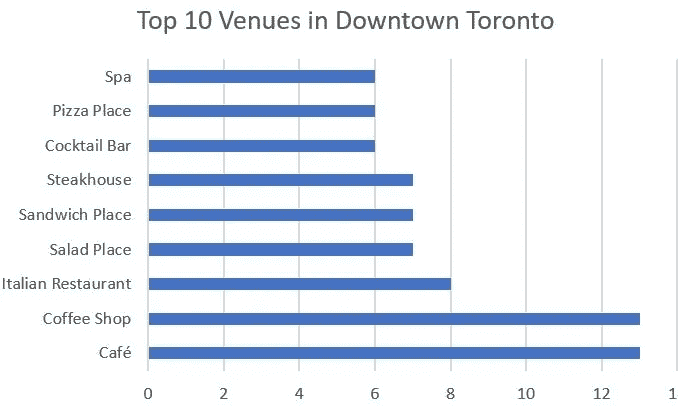 Top 10 Venues in Downtown Toronto
Spa
Pizza Place
Cocktail Bar
Steakhouse
Sandwich Place
Salad Place
Italian Restaurant
Coffee Shop
Café
0 2 4 6 8 10 12 1